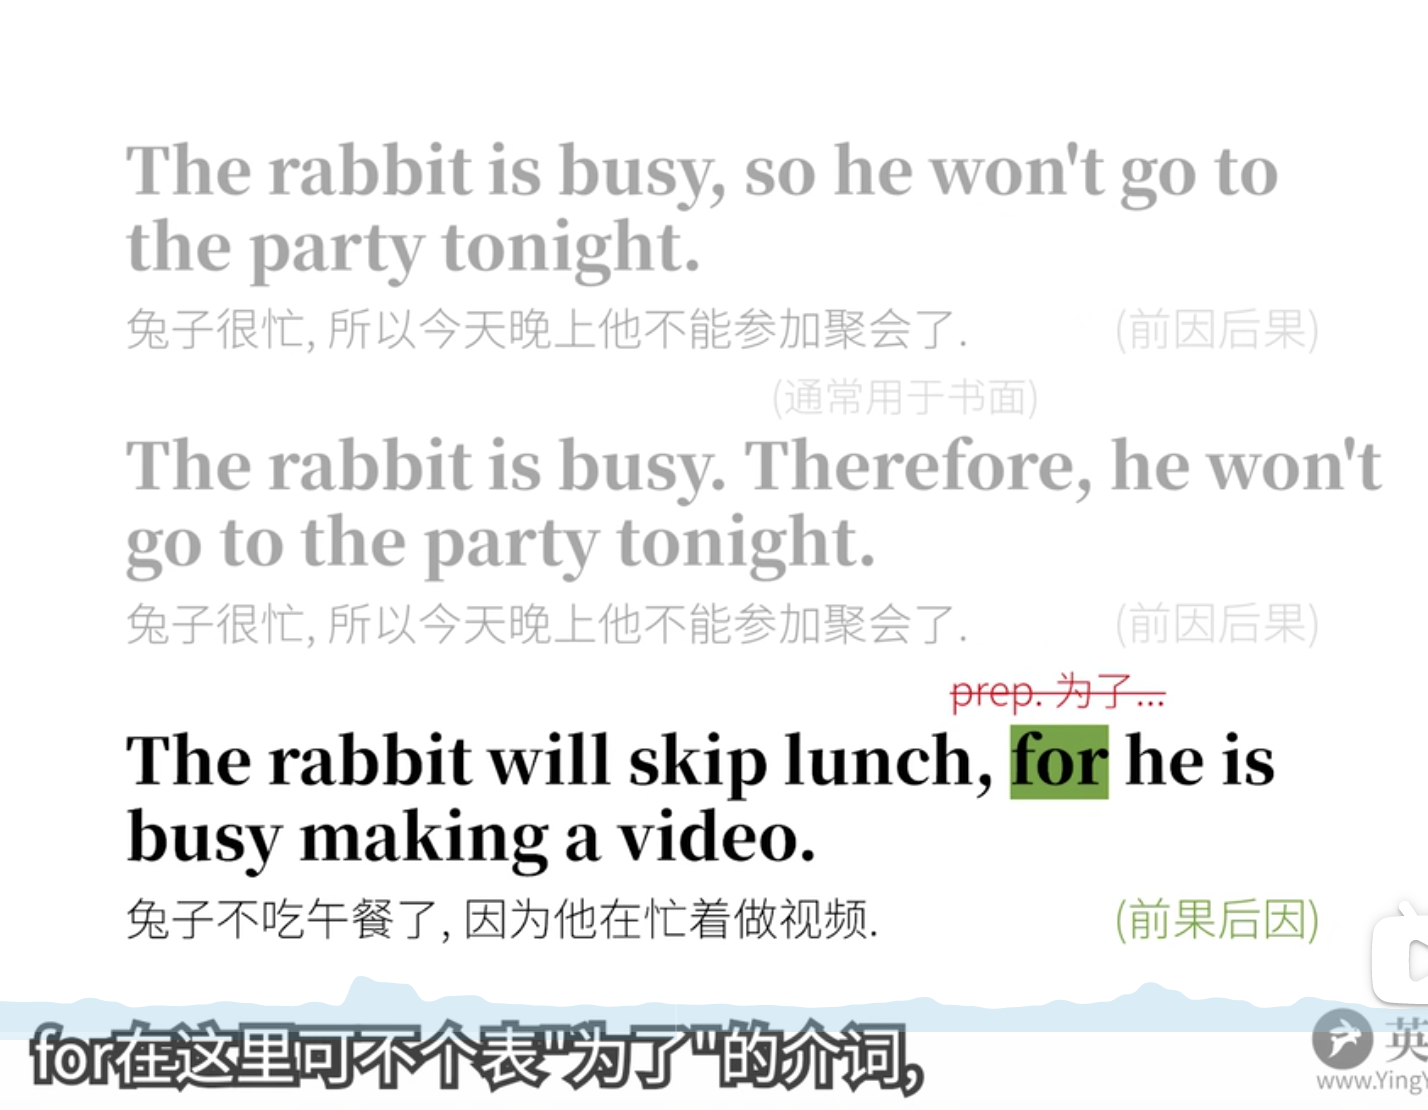 The rabbit is busy, so he won't go to
the party tonight.
兔子很忙, 所以今天晚上他不能参加聚会了.
(前因后果)
(通常用于书面)
The rabbit is busy. Therefore, he won't
go to the party tonight.
兔子很忙, 所以今天晚上他不能参加聚会了.
(前因后果)
prep. 为了...
The rabbit will skip lunch, for he is
busy making a video.
兔子不吃午餐了, 因为他在忙着做视频.
(前果后因)
for在这里可不个表"为了"的介词,
英
www.YingY